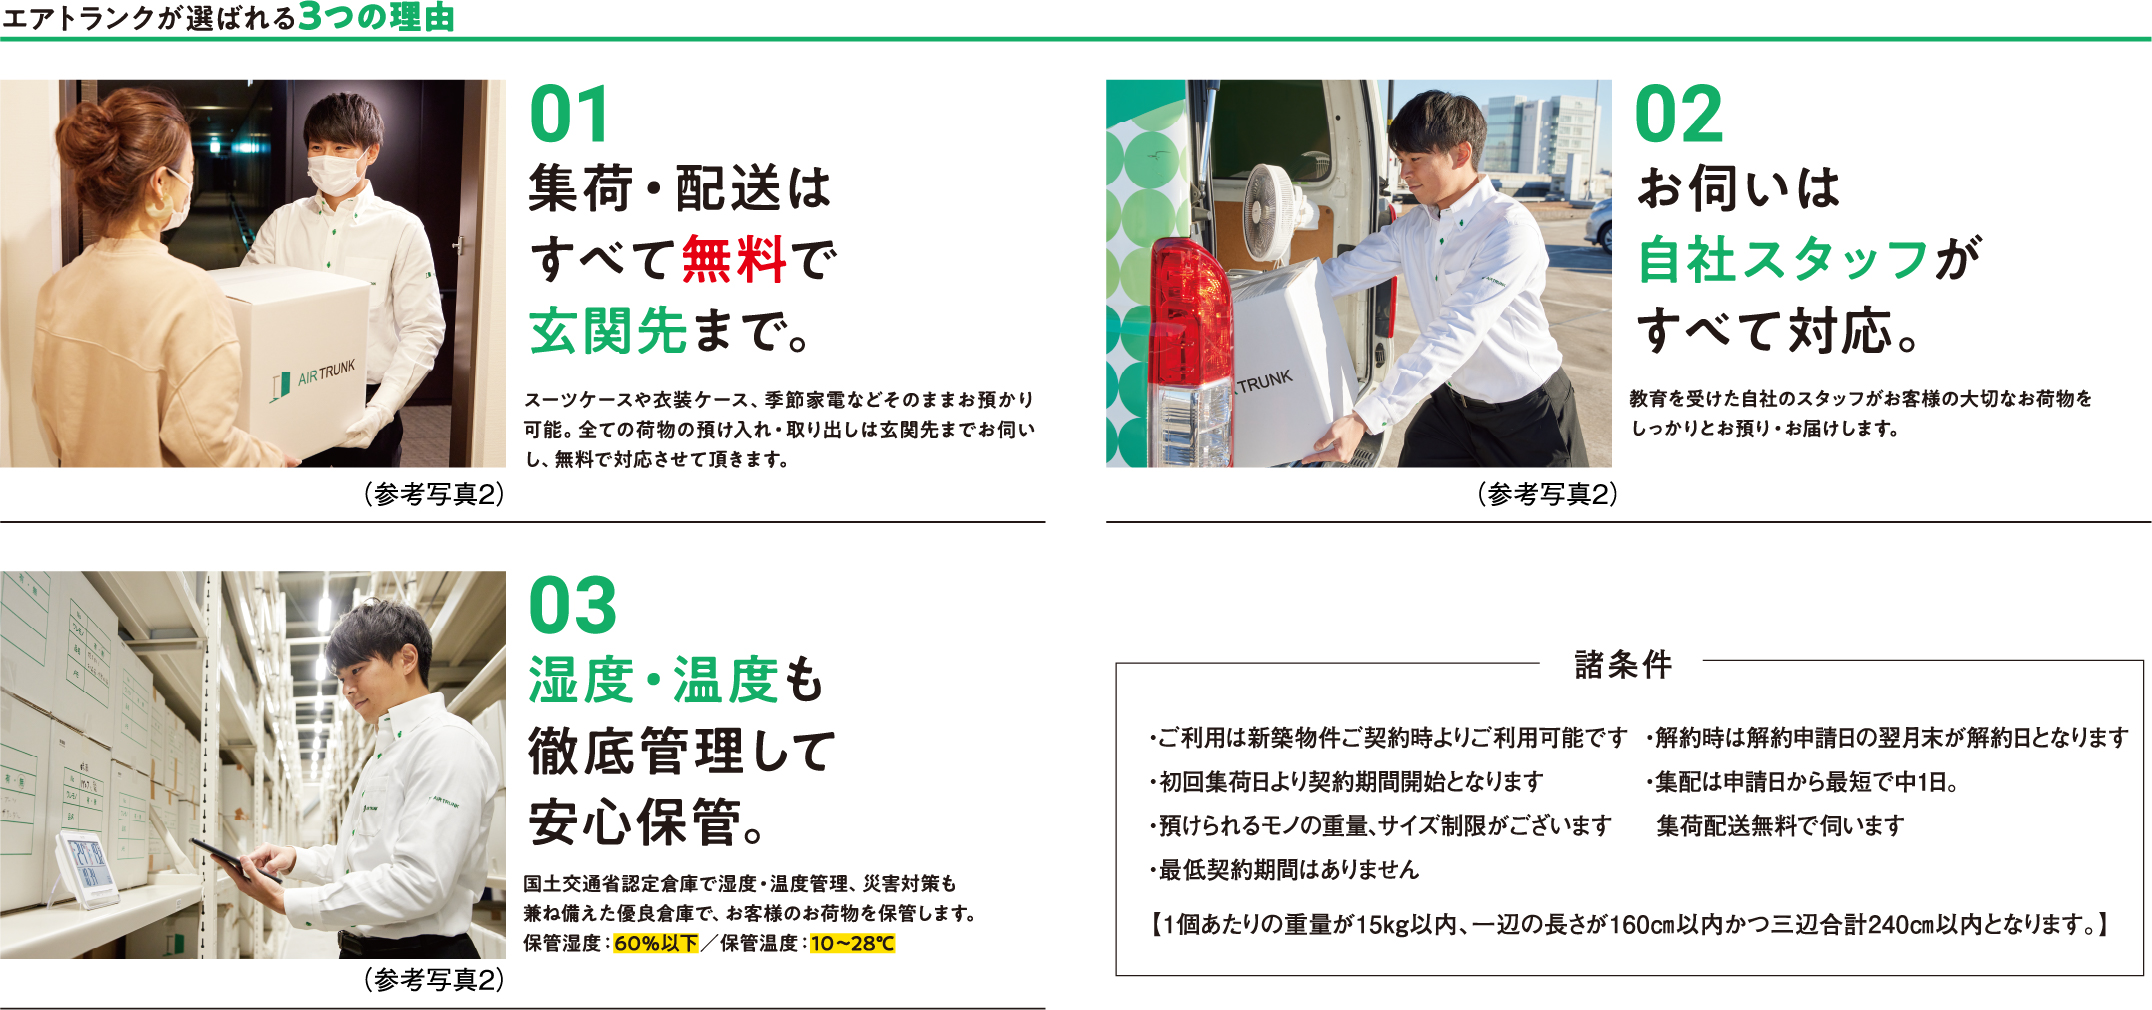 エアトランクが選ばれる3つの理由
01
集荷・配送は
すべて無料で
玄関先まで。
スーツケースや衣装ケース、季節家電などそのままお預かり
可能。全ての荷物の預け入れ・取り出しは玄関先までお伺い
し、無料で対応させて頂きます。
AIR TRUNK
（参考写真2）
02
お伺いは
自社スタッフが
すべて対応。
教育を受けた自社のスタッフがお客様の大切なお荷物を
しっかりとお預り・お届けします。
AIR TRUNK
TRUNK
（参考写真2）
03
湿度・温度も
徹底管理して
安心保管。
国土交通省認定倉庫で湿度・温度管理、災害対策も
兼ね備えた優良倉庫で、お客様のお荷物を保管します。
保管湿度：60%以下／保管温度：10〜28℃
AIR TRUNK
（参考写真2）
諸条件
・ご利用は新築物件ご契約時よりご利用可能です
・初回集荷日より契約期間開始となります
・預けられるモノの重量、サイズ制限がございます
・最低契約期間はありません
・解約時は解約申請日の翌月末が解約日となります
・集配は申請日から最短で中1日。
集荷配送無料で伺います
【1個あたりの重量が15kg以内、一辺の長さが160㎝以内かつ三辺合計240㎝以内となります。】